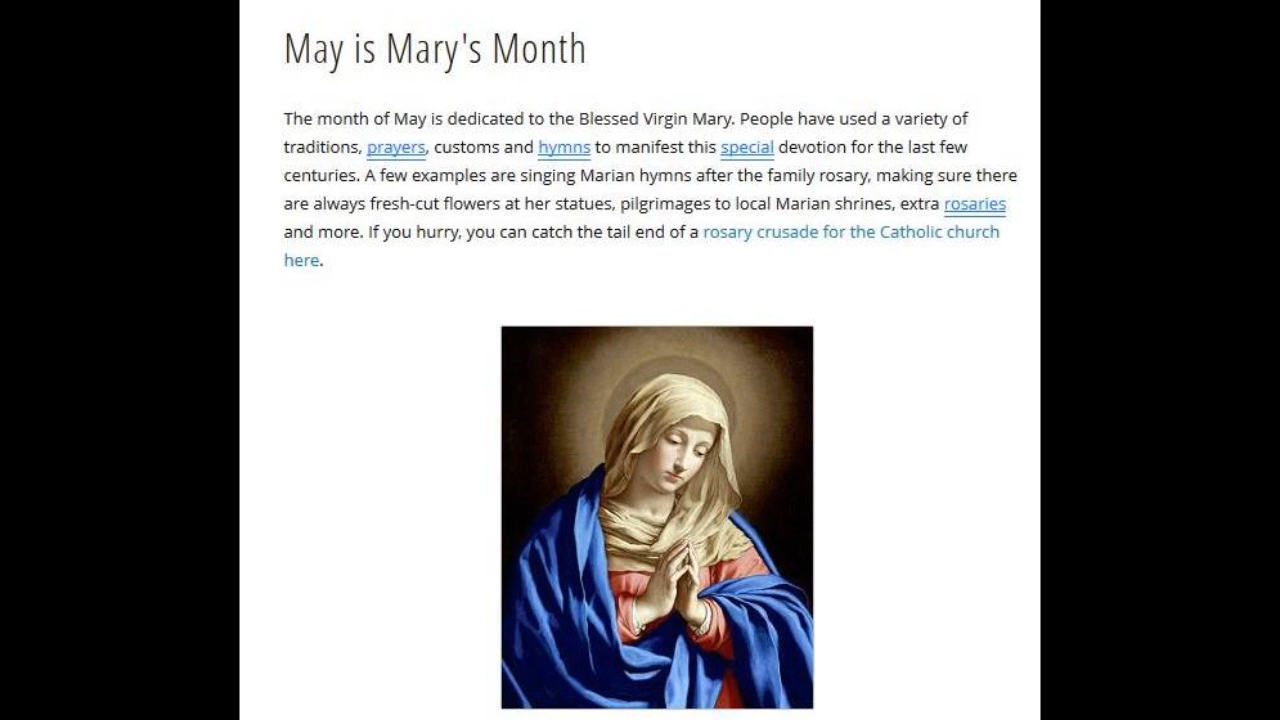 May is Mary's Month
The month of May is dedicated to the Blessed Virgin Mary. People have used a variety of
traditions, prayers, customs and hymns to manifest this special devotion for the last few
centuries. A few examples are singing Marian hymns after the family rosary, making sure there
are always fresh-cut flowers at her statues, pilgrimages to local Marian shrines, extra rosaries
and more. If you hurry, you can catch the tail end of a rosary crusade for the Catholic church
here.